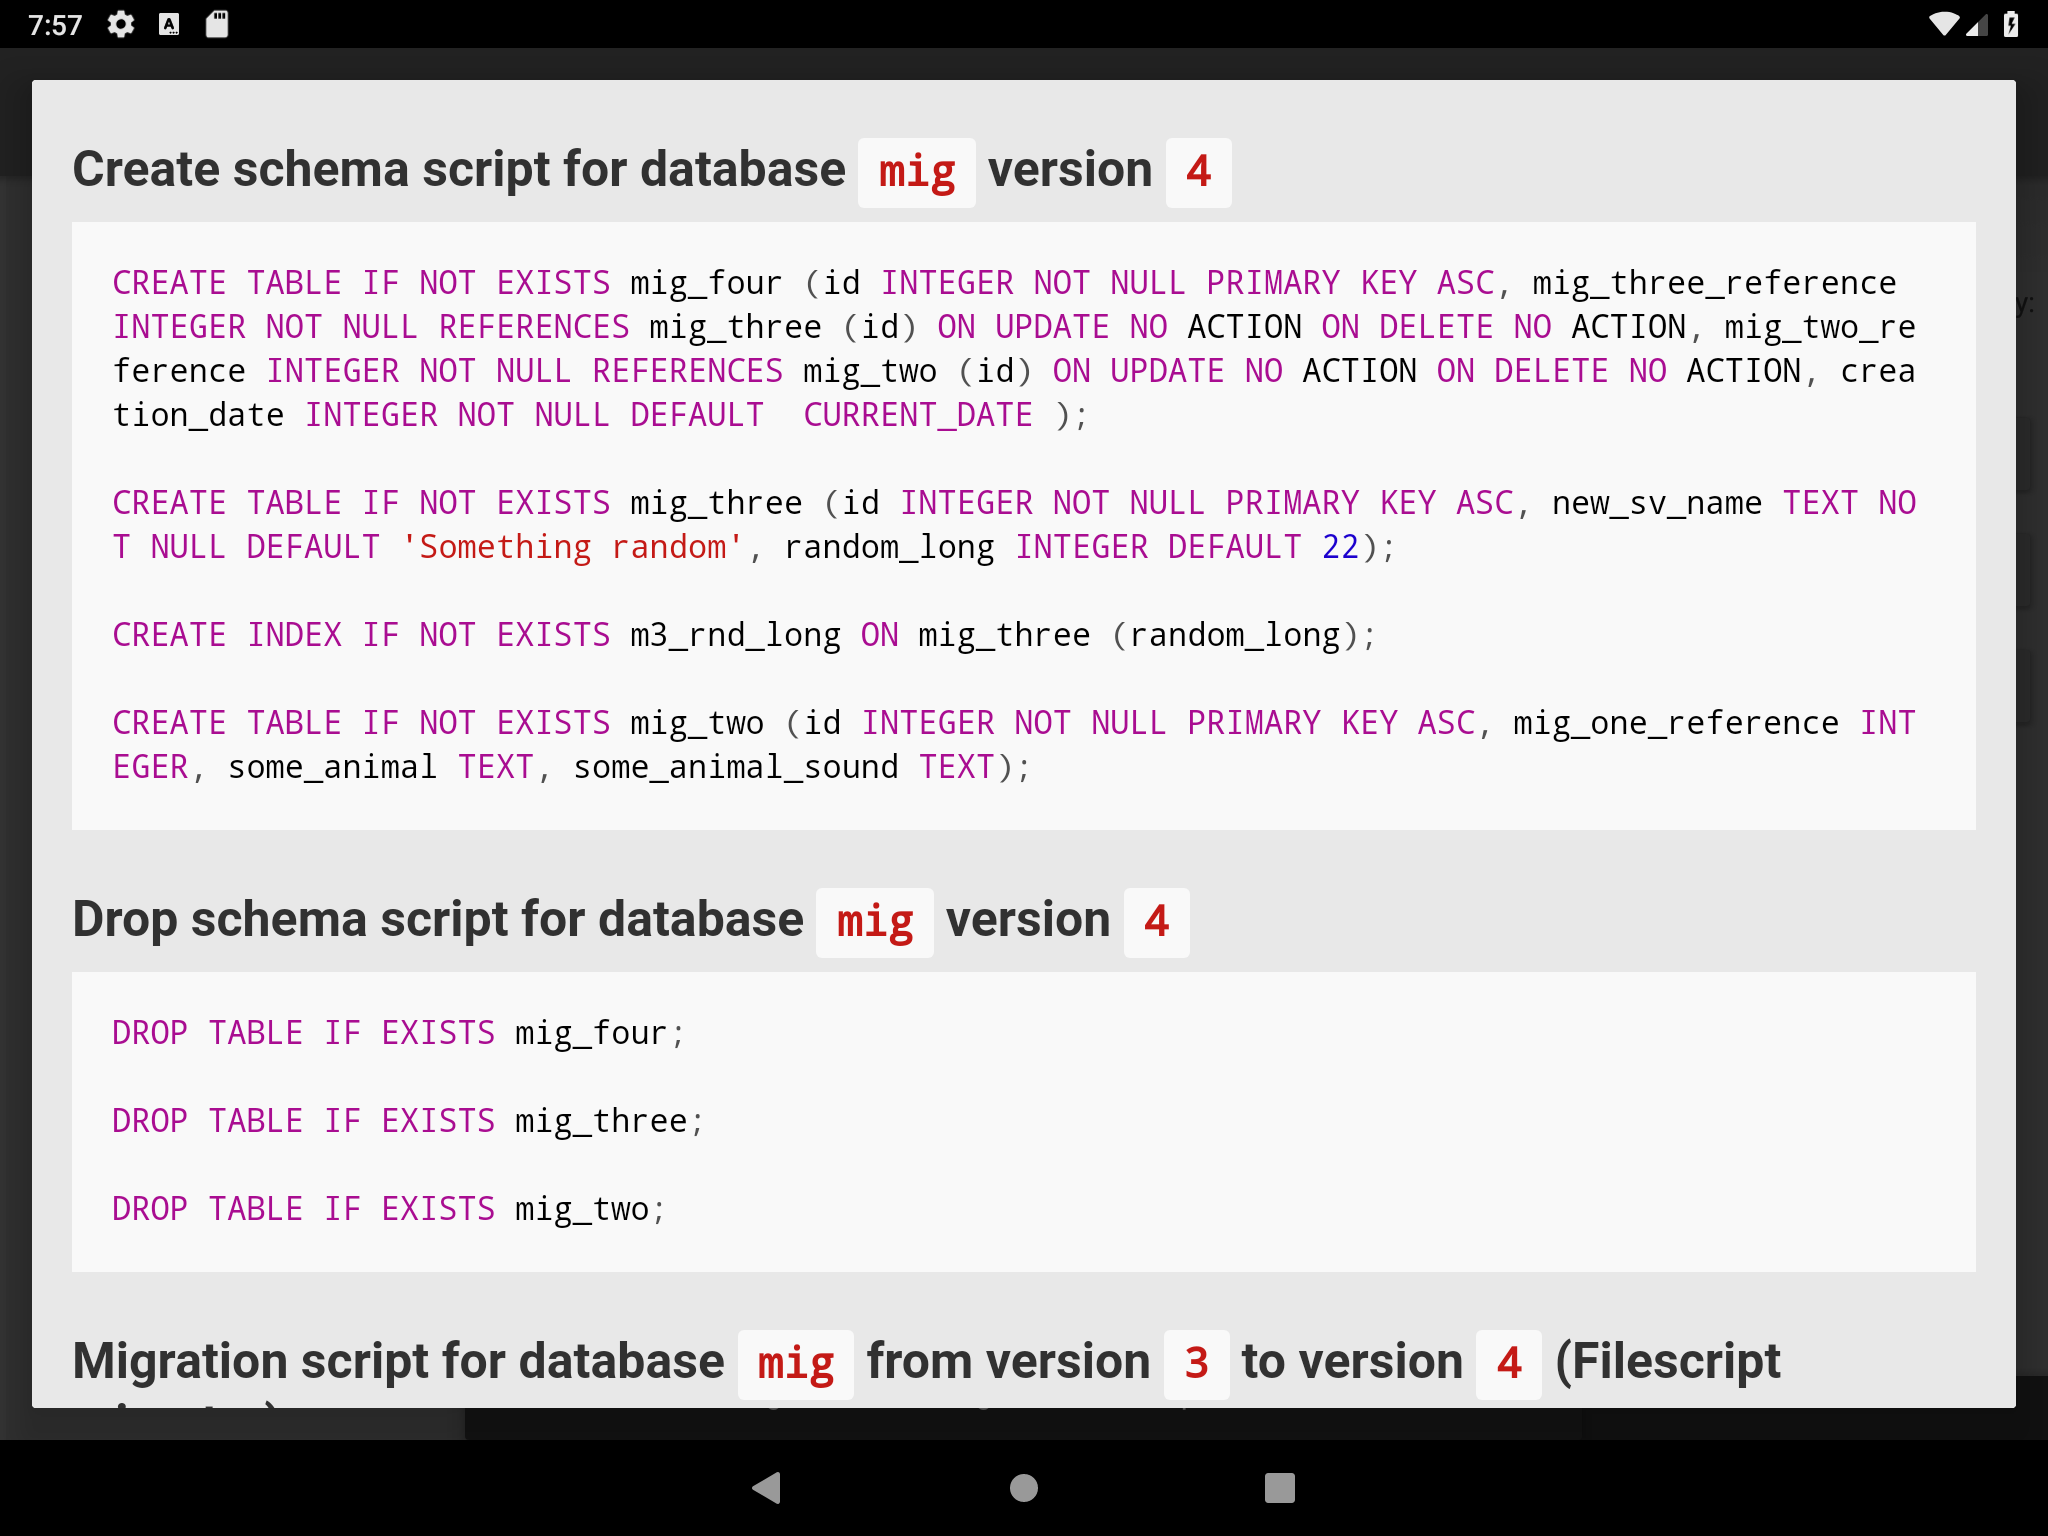 7:57
Create schema script for database mig version 4
CREATE TABLE IF NOT EXISTS mig_four (id INTEGER NOT NULL PRIMARY KEY ASC, mig_three_reference
INTEGER NOT NULL REFERENCES mig_three (id) ON UPDATE NO ACTION ON DELETE NO ACTION, mig_two_re
ference INTEGER NOT NULL REFERENCES mig_two (id) ON UPDATE NO ACTION ON DELETE NO ACTION, crea
tion_date INTEGER NOT NULL DEFAULT  CURRENT_DATE );
CREATE TABLE IF NOT EXISTS mig_three (id INTEGER NOT NULL PRIMARY KEY ASC, new_sv_name TEXT NO
T NULL DEFAULT 'Something random', random_long INTEGER DEFAULT 22);
CREATE INDEX IF NOT EXISTS m3_rnd_long ON mig_three (random_long);
CREATE TABLE IF NOT EXISTS mig_two (id INTEGER NOT NULL PRIMARY KEY ASC, mig_one_reference INT
EGER, some_animal TEXT, some_animal_sound TEXT);
Drop schema script for database mig version 4
DROP TABLE IF EXISTS mig_four;
DROP TABLE IF EXISTS mig_three;
DROP TABLE IF EXISTS mig_two;
Migration script for database mig from version 3 to version 4 (Filescript